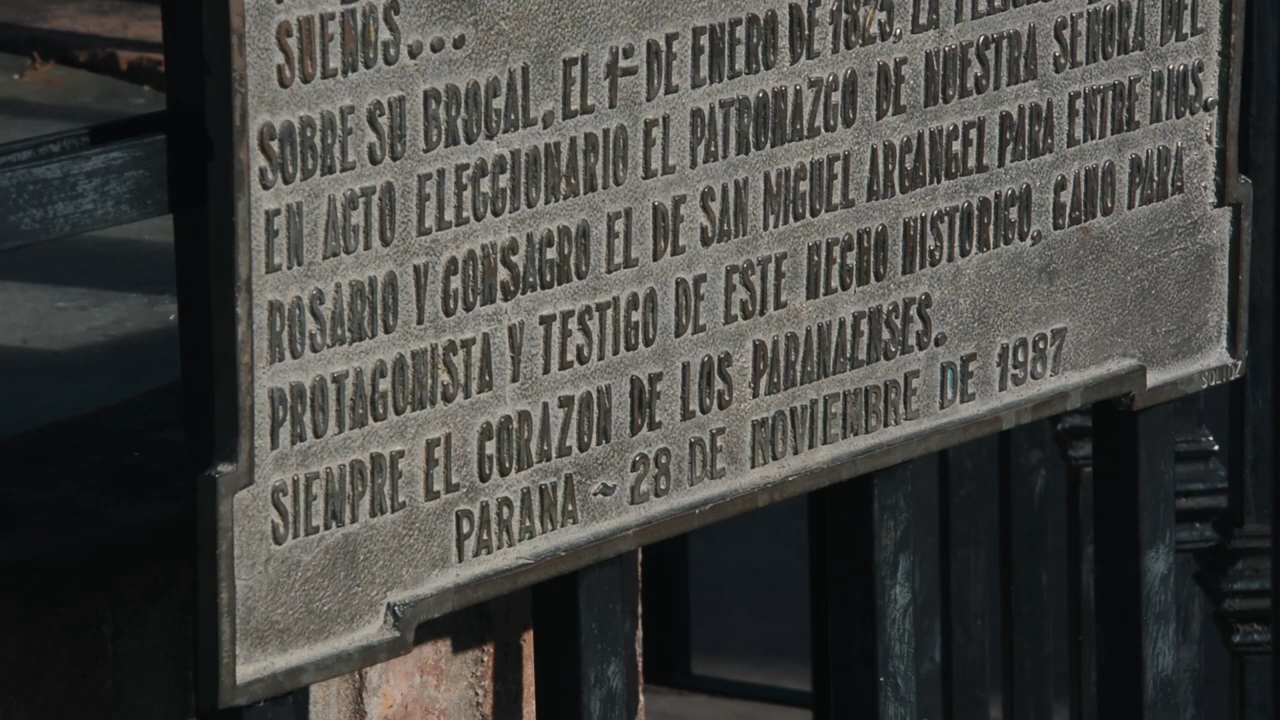 SUEÑOS...
SOBRE SU BROGAL. EL 1º DE ENERO DE 1825. LA
EN ACTO ELECCIONARIO EL PATRONAZGO DE NUESTRA SEÑORA DEL
ROSARIO Y CONSAGRO EL DE SAN MIGUEL ARCANGEL PARA ENTRE RIOS.
PROTAGONISTA Y TESTIGO DE ESTE HECHO HISTORICO, GANO PARA
SIEMPRE EL CORAZON DE LOS PARANAENSES.
PARANA ~ 28 DE NOVIEMBRE DE 1987